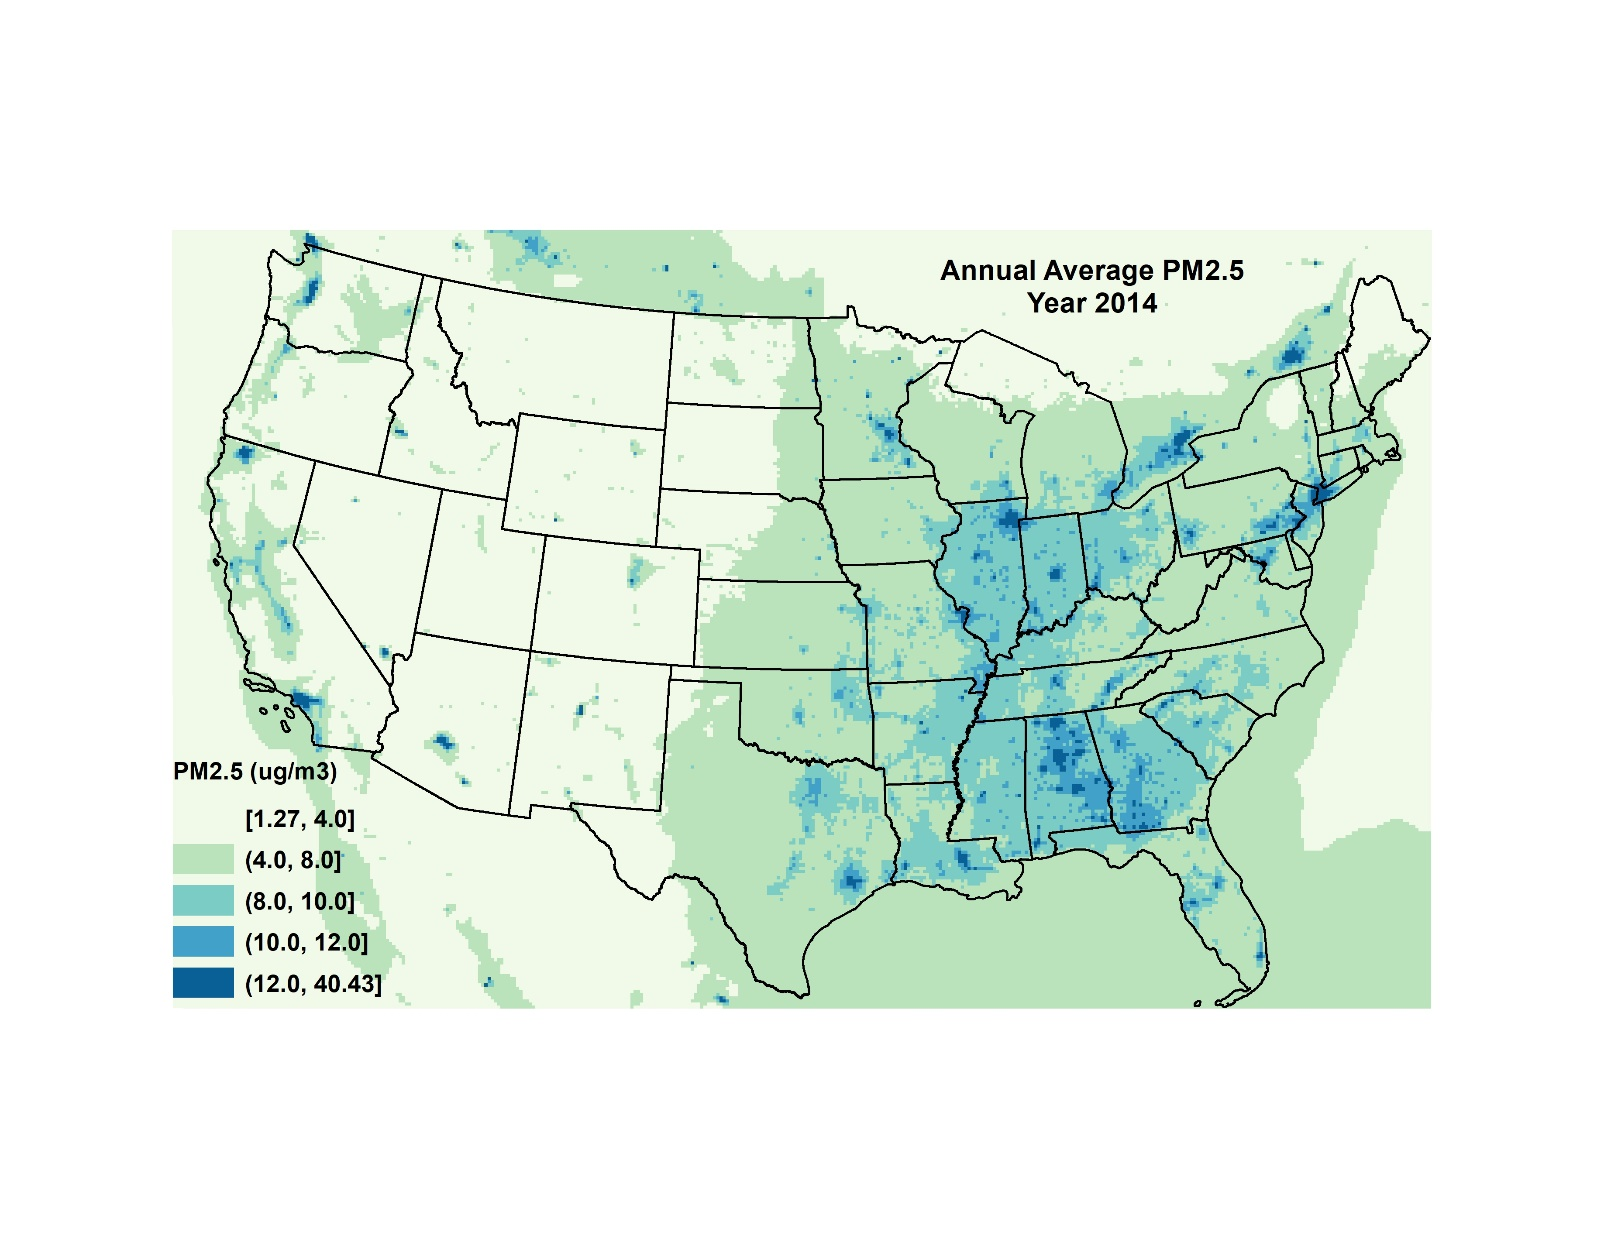 Annual Average PM2.5
Year 2014
PM2.5 (ug/m3)
[1.27, 4.0]
(4.0, 8.0]
(8.0, 10.0]
(10.0, 12.0]
(12.0, 40.43]